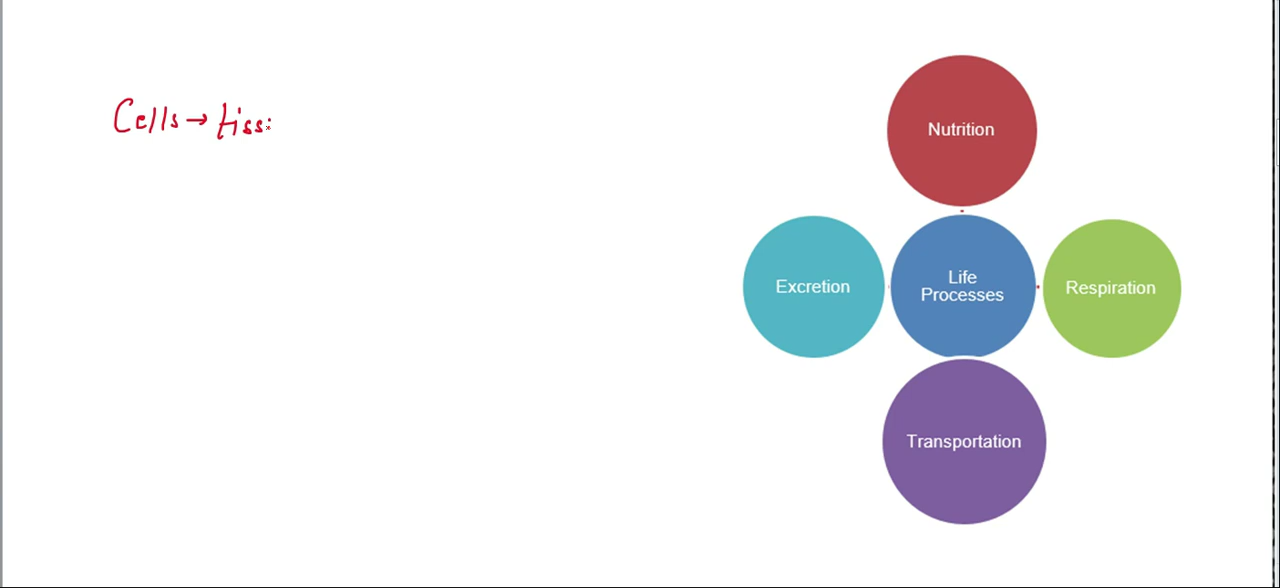 Cells → tiss
Nutrition
Excretion
Life
Processes
Respiration
Transportation